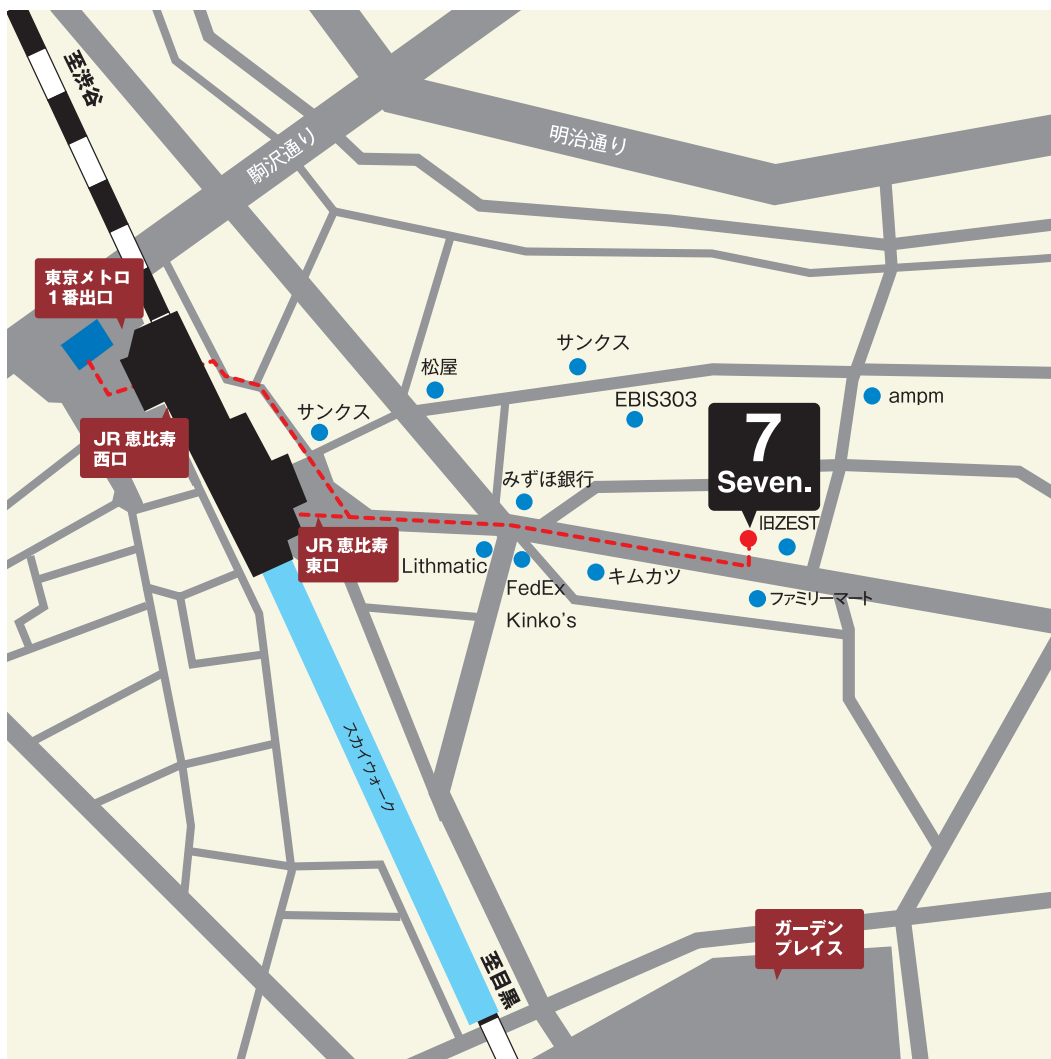 至渋谷
駒沢通り
明治通り
東京メトロ
1番出口
サンクス
松屋
EBIS303
ampm
サンクス
7
Seven.
JR 恵比寿
西口
みずほ銀行
旧ZEST
JR 恵比寿
東口
Lithmatic
FedEx
Kinko's
キムカツ
ファミリーマート
スカイウォーク
ガーデン
プレイス
至目黒